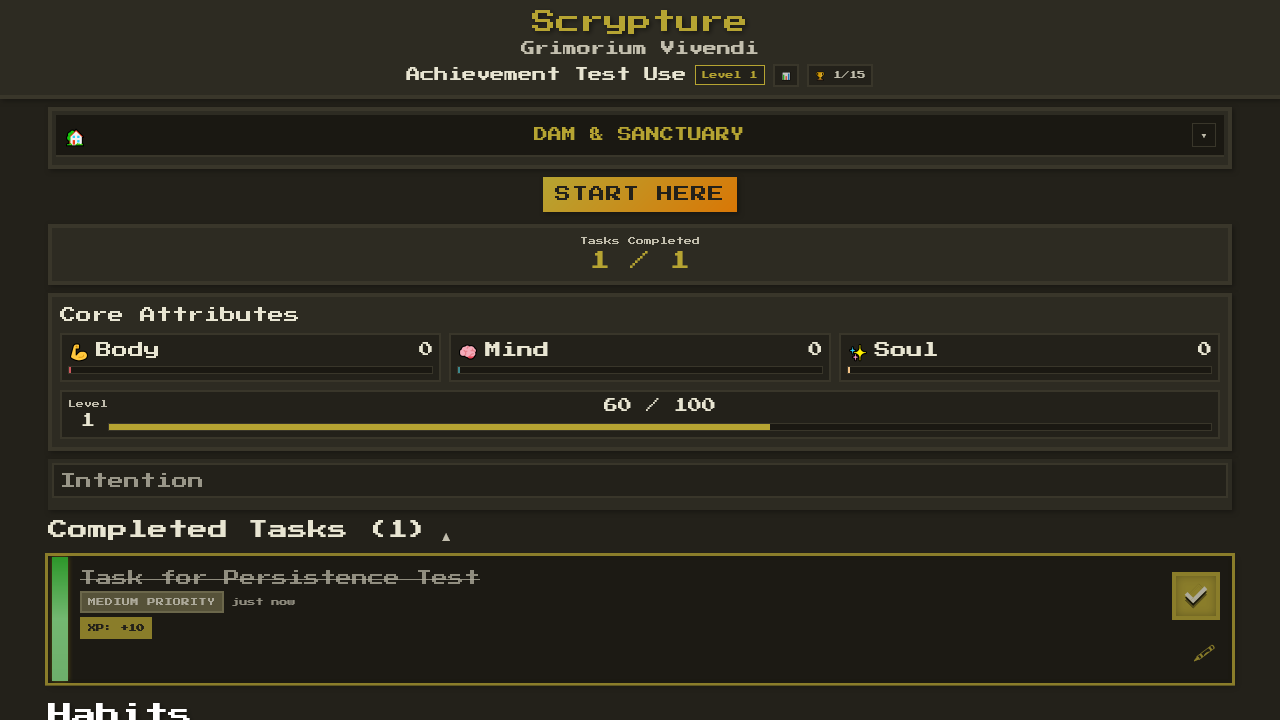 Scrypture
Grimorium Vivendi
Achievement Test Use Level 1 1/15
DAM & SANCTUARY
START HERE
Tasks Completed
1 / 1
Core Attributes
Body 0 Mind 0 Soul 0
Level 60 / 100
1
Intention
Completed Tasks (1)
Task for Persistence Test
MEDIUM PRIORITY just now
XP: +10
Habits